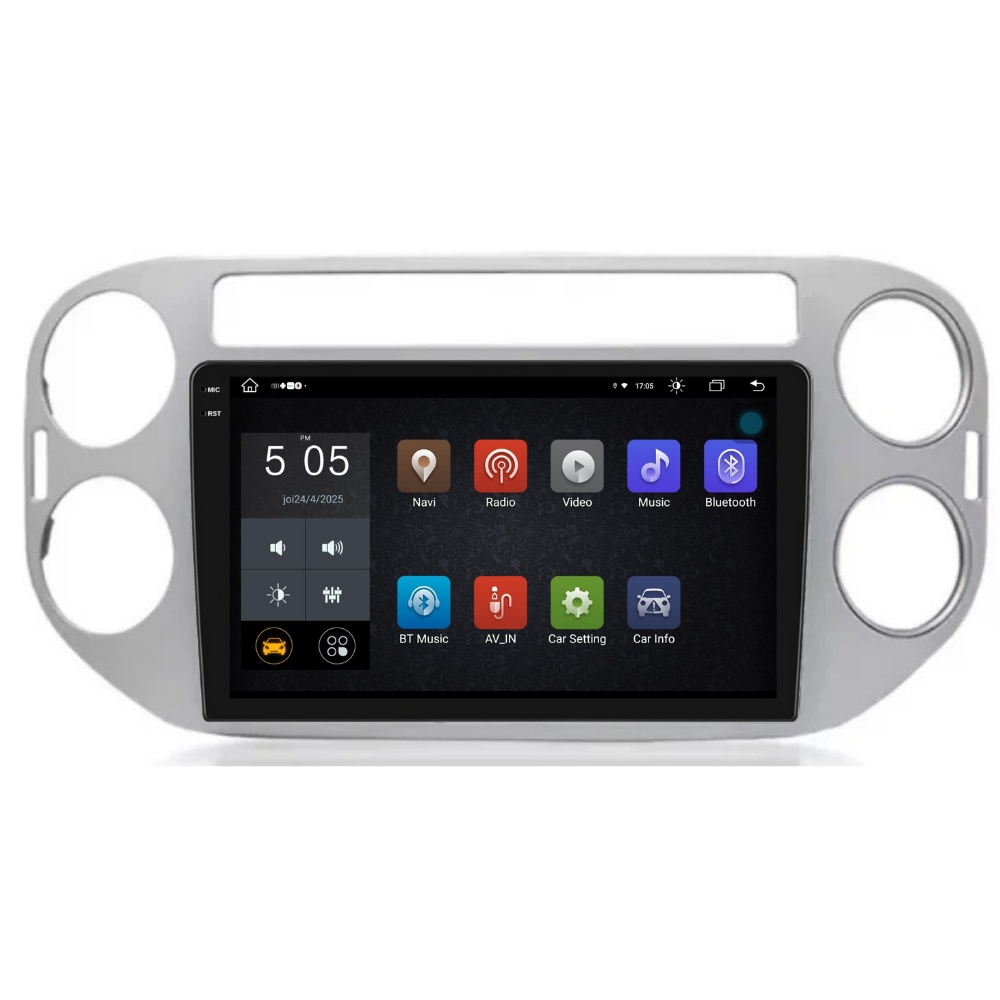 MIC
RST
17:05
PM
5 05
joi24/4/2025
Navi
Radio
Video
Music
Bluetooth
BT Music
AV_IN
Car Setting
Car Info